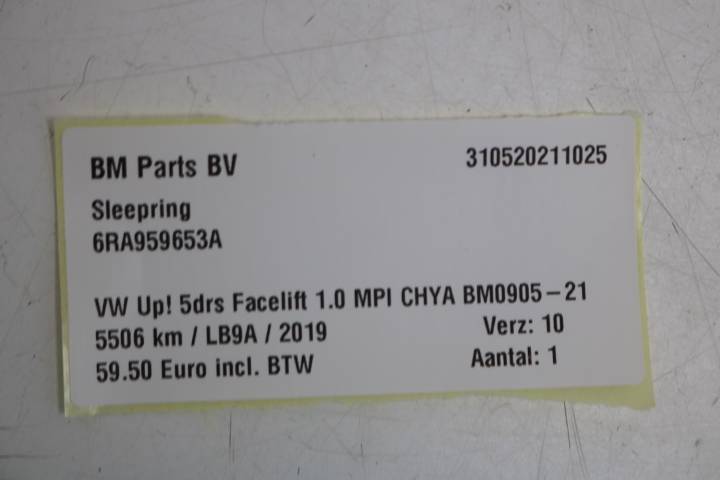 BM Parts BV 310520211025
Sleepring
6RA959653A
VW Up! 5drs Facelift 1.0 MPI CHYA BM0905-21
5506 km / LB9A / 2019 Verz: 10
59.50 Euro incl. BTW Aantal: 1